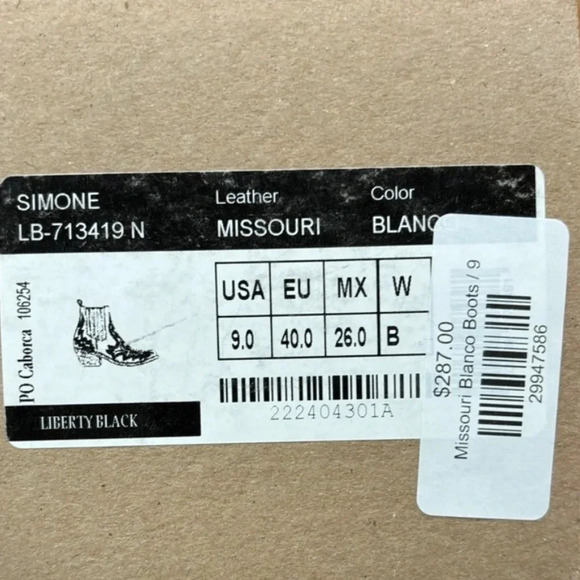 SIMONE
LB-713419 N
Leather
MISSOURI
Color
BLANC
PO Caborca 106254
USA EU MX W
9.0 40.0 26.0 B
222404301A
LIBERTY BLACK
$287.00
Missouri Blanco Boots / 9
29947586